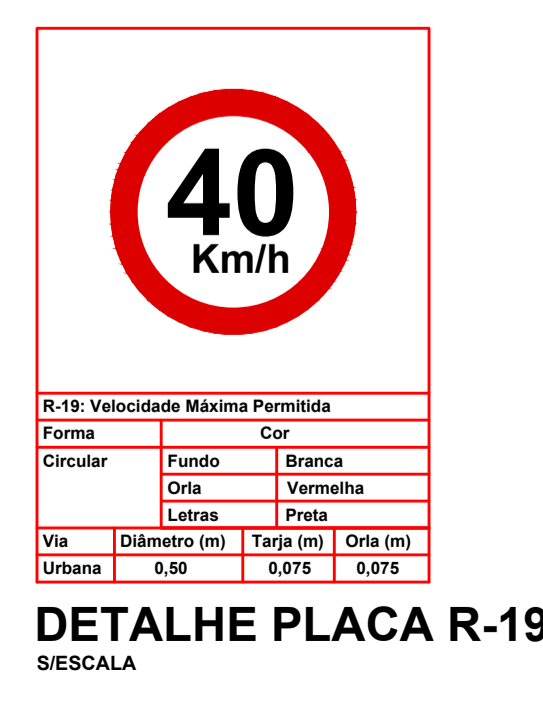 40
Km/h
R-19: Velocidade Máxima Permitida
Forma Cor
Circular Fundo Branca
Orla Vermelha
Letras Preta
Via Diâmetro (m) Tarja (m) Orla (m)
Urbana 0,50 0,075 0,075
DETALHE PLACA R-19
S/ESCALA